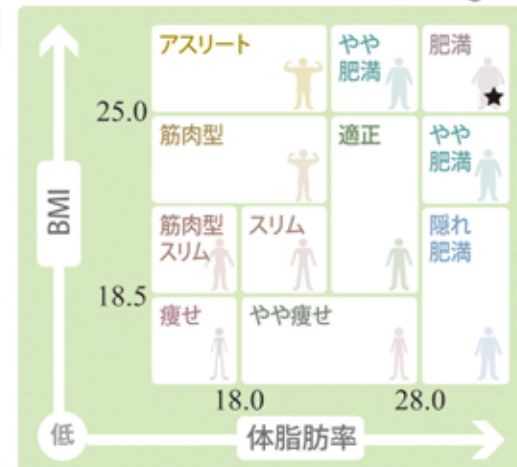 アスリート
やや
肥満
肥満
25.0
筋肉型
適正
やや
肥満
BMI
筋肉型
スリム
スリム
隠れ
肥満
18.5
痩せ
やや痩せ
18.0
28.0
低
体脂肪率